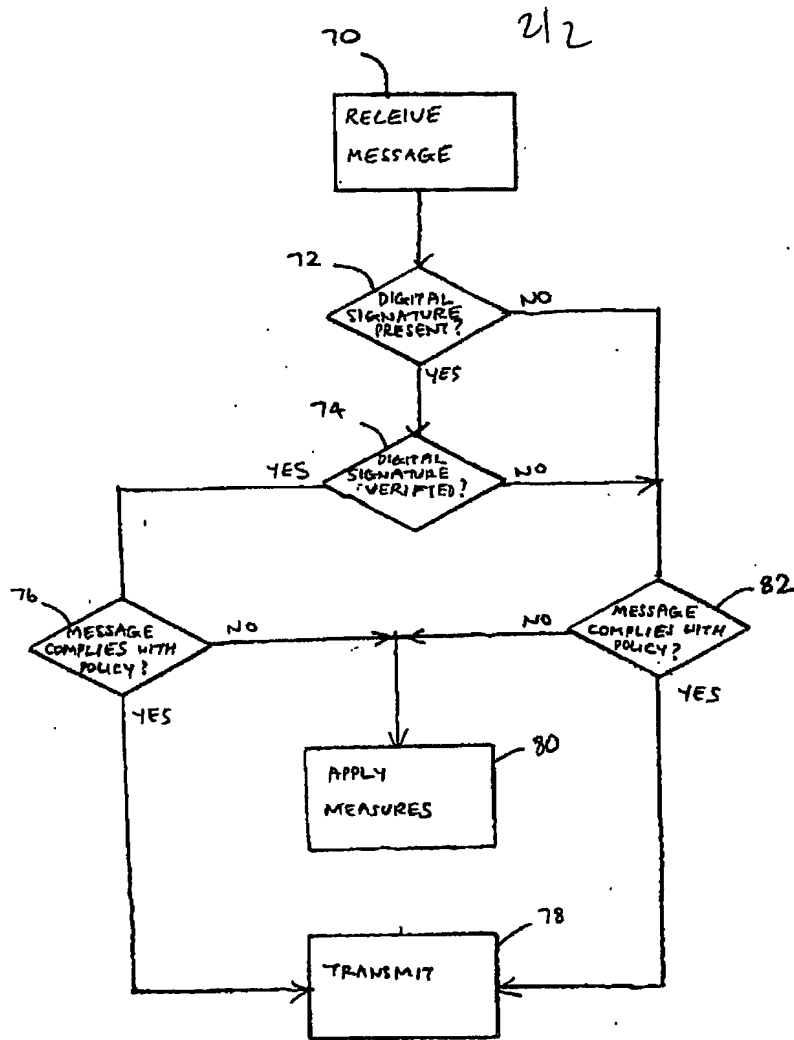 2/2
70
RECEIVE
MESSAGE
72
DIGITAL
SIGNATURE
PRESENT?
NO
YES
74
DIGITAL
SIGNATURE
VERIFIED?
YES
NO
76
MESSAGE
COMPLIES WITH
POLICY?
NO
YES
82
MESSAGE
COMPLIES WITH
POLICY?
NO
YES
80
APPLY
MEASURES
78
TRANSMIT